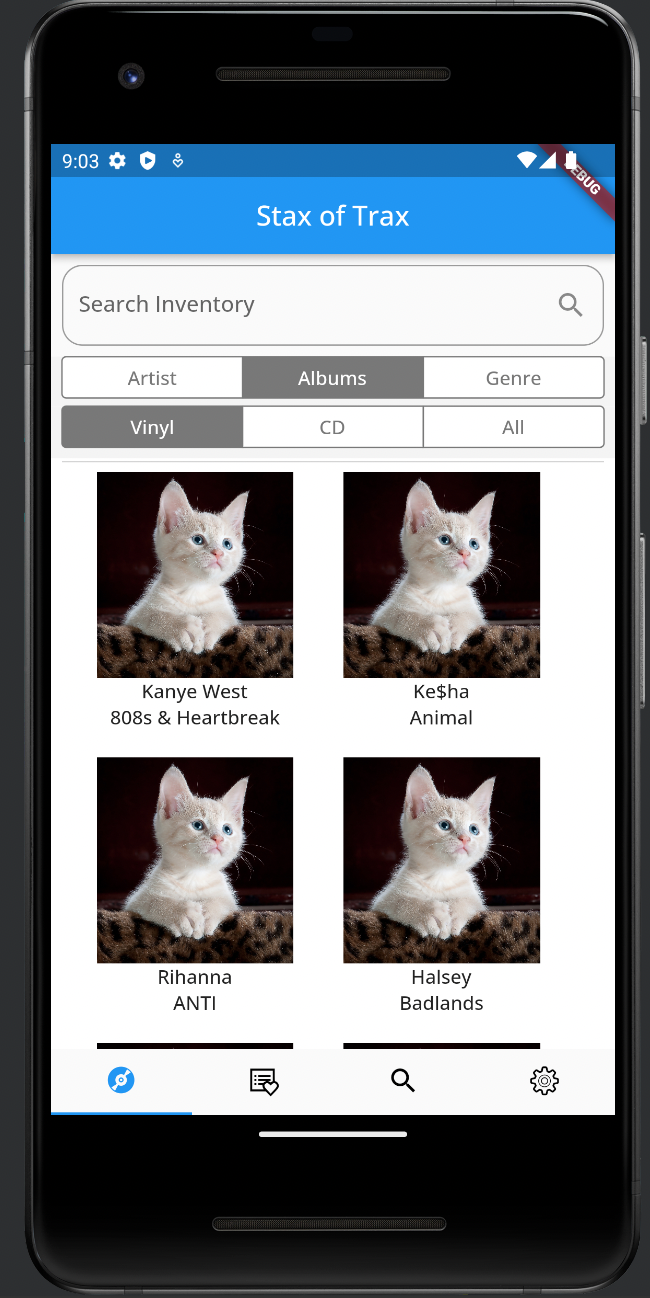 9:03
DEBUG
Stax of Trax
Search Inventory
Artist Albums Genre
Vinyl CD All
Kanye West Ke$ha
808s & Heartbreak Animal
Rihanna Halsey
ANTI Badlands